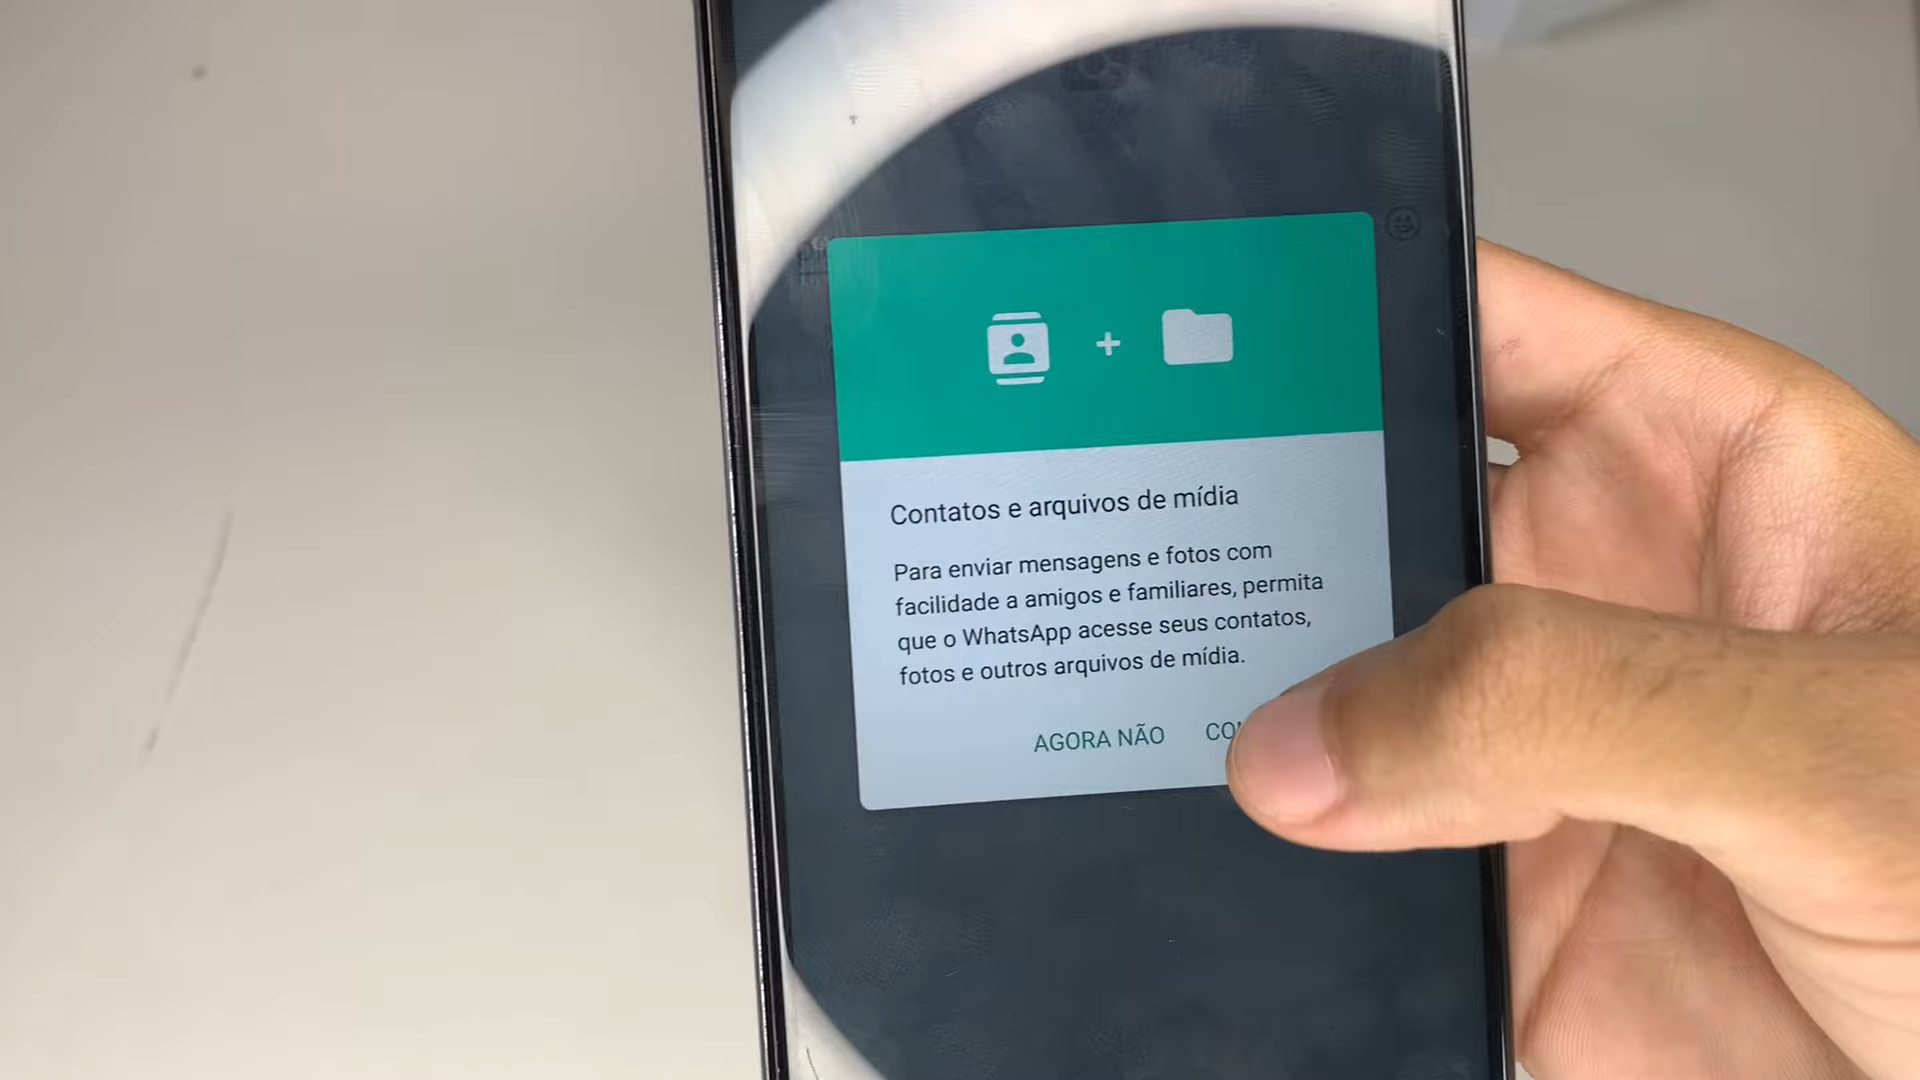 Contatos e arquivos de mídia
Para enviar mensagens e fotos com
facilidade a amigos e familiares, permita
que o WhatsApp acesse seus contatos,
fotos e outros arquivos de mídia.
AGORA NÃO